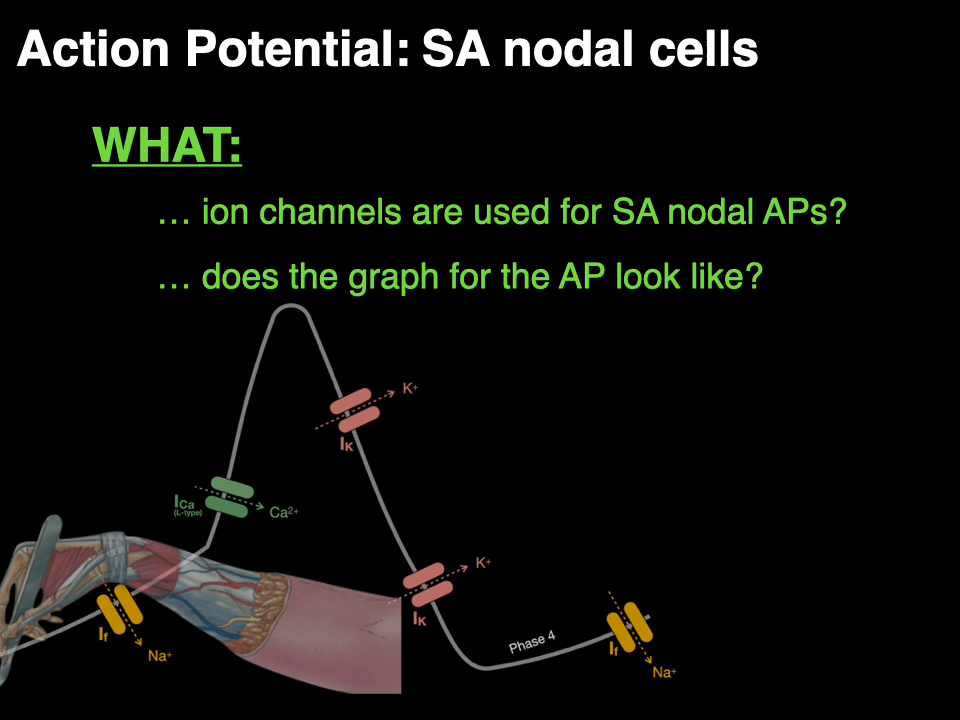 Action Potential: SA nodal cells
WHAT:
… ion channels are used for SA nodal APs?
… does the graph for the AP look like?
K+
IK
ICa
(L-type)
Ca2+
K+
IK
If
Na+
Phase 4
If
Na+